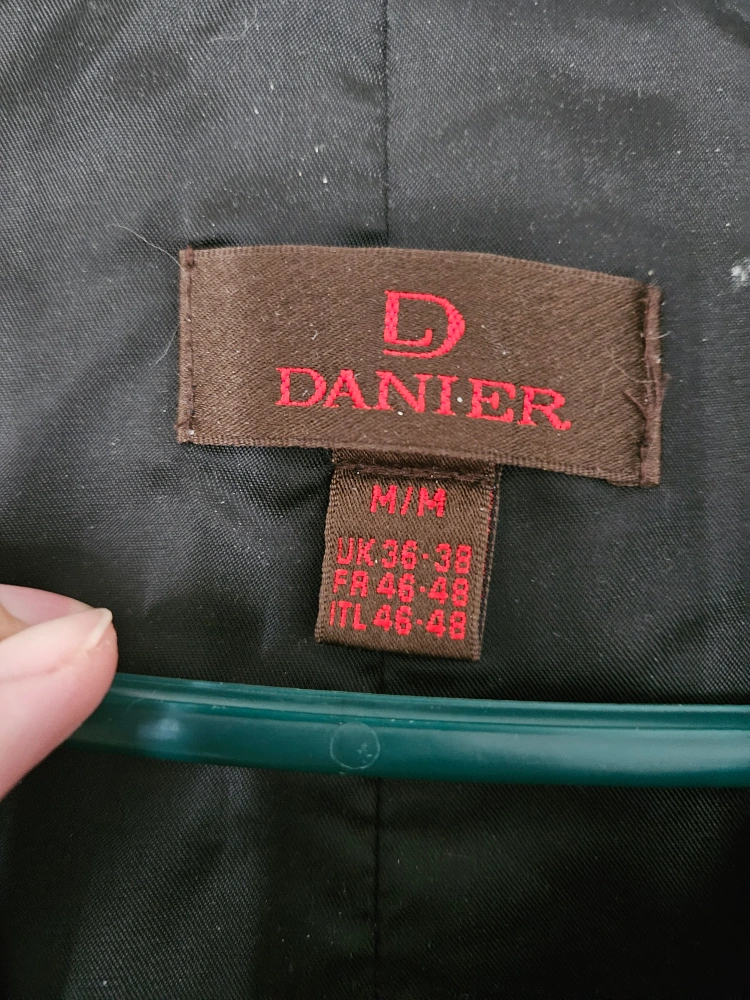 D
DANIER
M/M
UK 36-38
FR 46-48
ITL 46-48